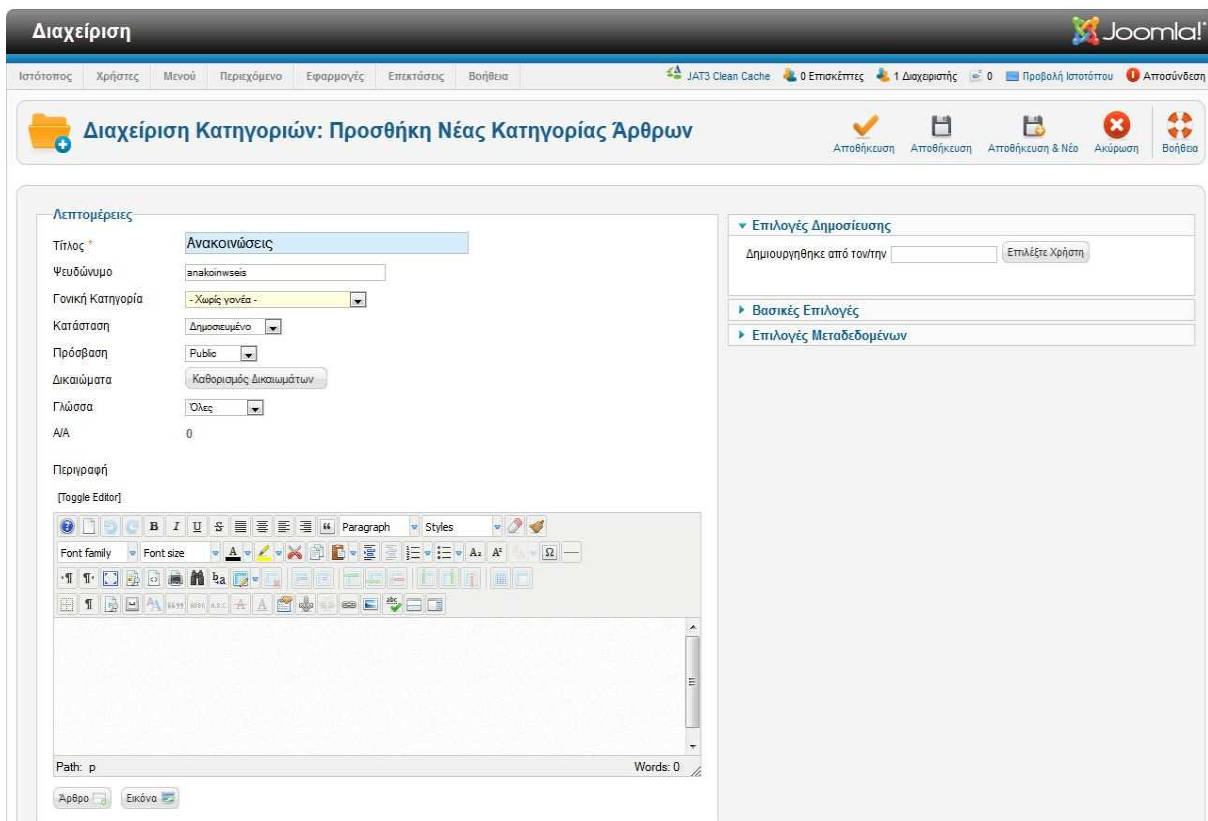 Διαχείριση
Joomla!
Ιστότοπος Χρήστες Μενού Περιεχόμενο Εφαρμογές Επεκτάσεις Βοήθεια JAT3 Clean Cache 0 Επισκέπτες 1 Διαχειριστής 0 Προβολή Ιστοτόπου Αποσύνδεση
Διαχείριση Κατηγοριών: Προσθήκη Νέας Κατηγορίας Άρθρων
Αποθήκευση Αποθήκευση Αποθήκευση & Νέο Ακύρωση Βοήθεια
Λεπτομέρειες
Τίτλος * Ανακοινώσεις
Ψευδώνυμο anakoinwseis
Γονική Κατηγορία - Χωρίς γονέα -
Κατάσταση Δημοσιευμένο
Πρόσβαση Public
Δικαιώματα Καθορισμός Δικαιωμάτων
Γλώσσα Όλες
Α/Α 0
Περιγραφή
[Toggle Editor]
Paragraph Styles
Font family Font size
Path: p Words: 0
Άρθρο Εικόνα
Επιλογές Δημοσίευσης
Δημιουργηθηκε από τον/την Επιλέξτε Χρήστη
Βασικές Επιλογές
Επιλογές Μεταδεδομένων